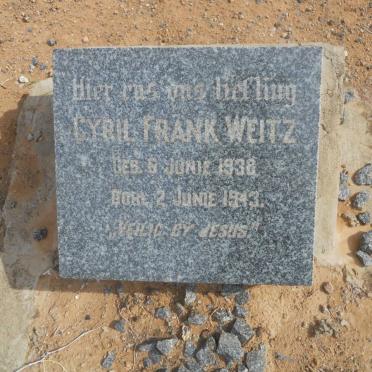 Hier rus ons liefling
CYRIL FRANK WEITZ
GEB. 6 JUNIE 1938
OORL. 2 JUNIE 1943.
„VEILIG BY JESUS"